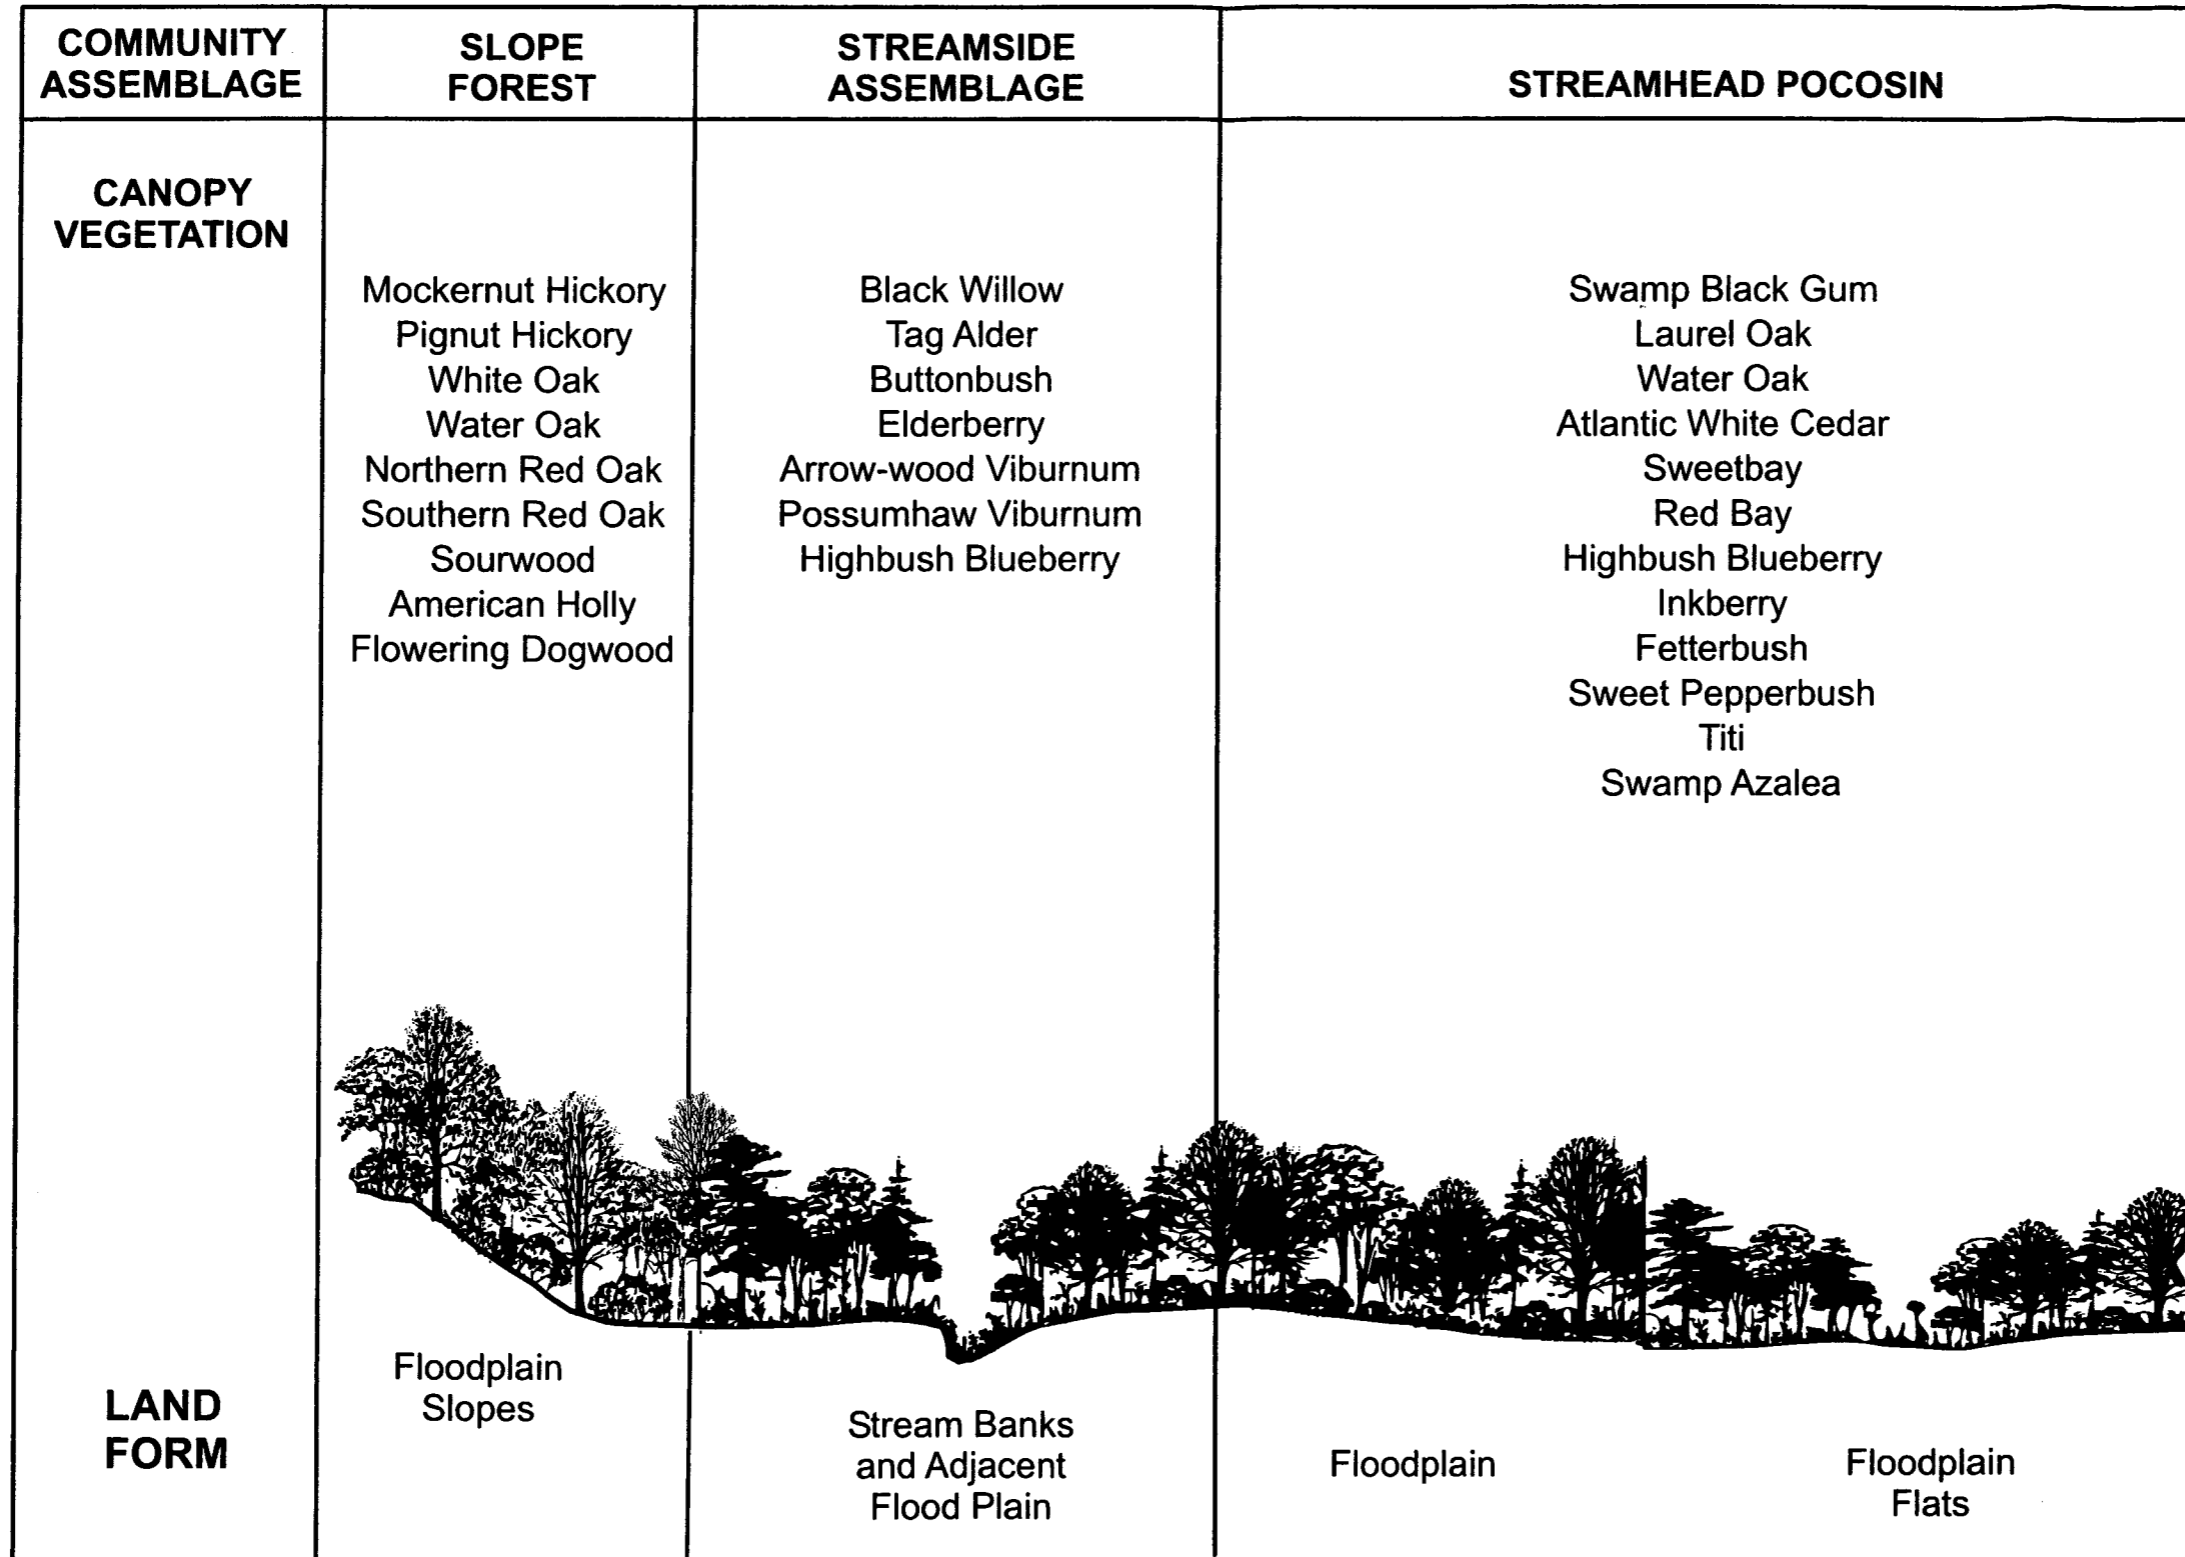 COMMUNITY
ASSEMBLAGE
SLOPE
FOREST
STREAMSIDE
ASSEMBLAGE
STREAMHEAD POCOSIN
CANOPY
VEGETATION
Mockernut Hickory
Pignut Hickory
White Oak
Water Oak
Northern Red Oak
Southern Red Oak
Sourwood
American Holly
Flowering Dogwood
Black Willow
Tag Alder
Buttonbush
Elderberry
Arrow-wood Viburnum
Possumhaw Viburnum
Highbush Blueberry
Swamp Black Gum
Laurel Oak
Water Oak
Atlantic White Cedar
Sweetbay
Red Bay
Highbush Blueberry
Inkberry
Fetterbush
Sweet Pepperbush
Titi
Swamp Azalea
LAND
FORM
Floodplain
Slopes
Stream Banks
and Adjacent
Flood Plain
Floodplain
Floodplain
Flats